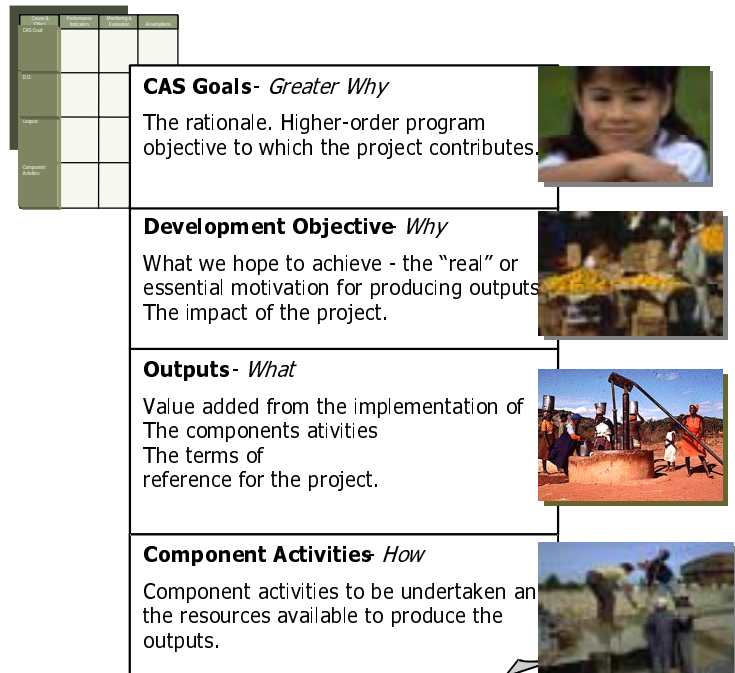 Cause &
Effect
Performance
Indicators
Monitoring &
Evaluation
Assumptions
CAS Goal
D.O.
Outputs
Component
Activities
CAS Goals- Greater Why
The rationale. Higher-order program
objective to which the project contributes.
Development Objective- Why
What we hope to achieve - the “real” or
essential motivation for producing outputs
The impact of the project.
Outputs- What
Value added from the implementation of
The components ativities
The terms of
reference for the project.
Component Activities- How
Component activities to be undertaken an
the resources available to produce the
outputs.